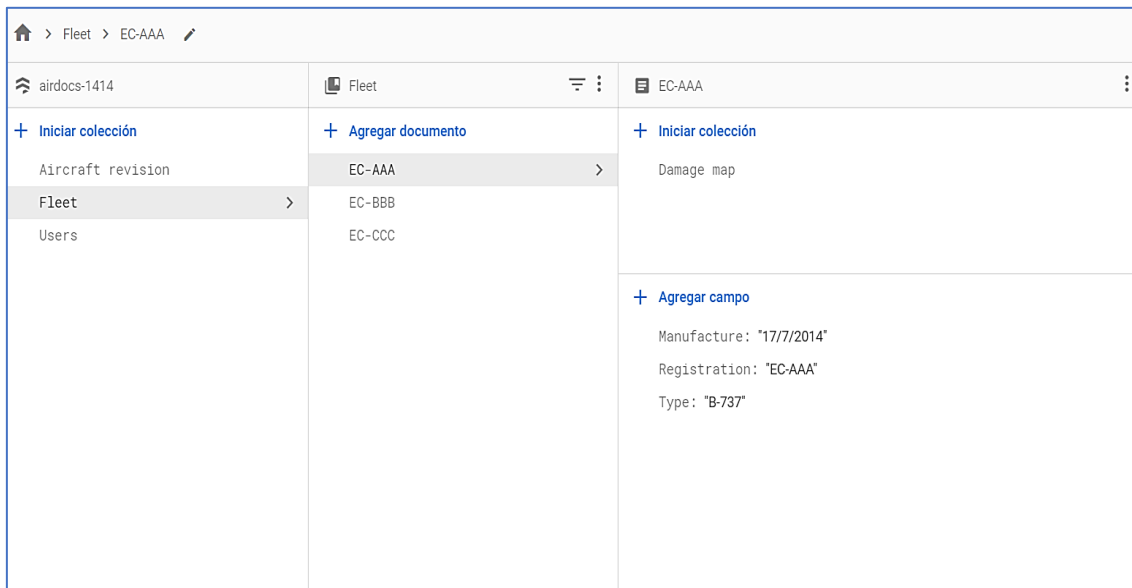 Fleet EC-AAA
airdocs-1414
Iniciar colección
Aircraft revision
Fleet
Users
Fleet
Agregar documento
EC-AAA
EC-BBB
EC-CCC
EC-AAA
Iniciar colección
Damage map
Agregar campo
Manufacture: "17/7/2014"
Registration: "EC-AAA"
Type: "B-737"